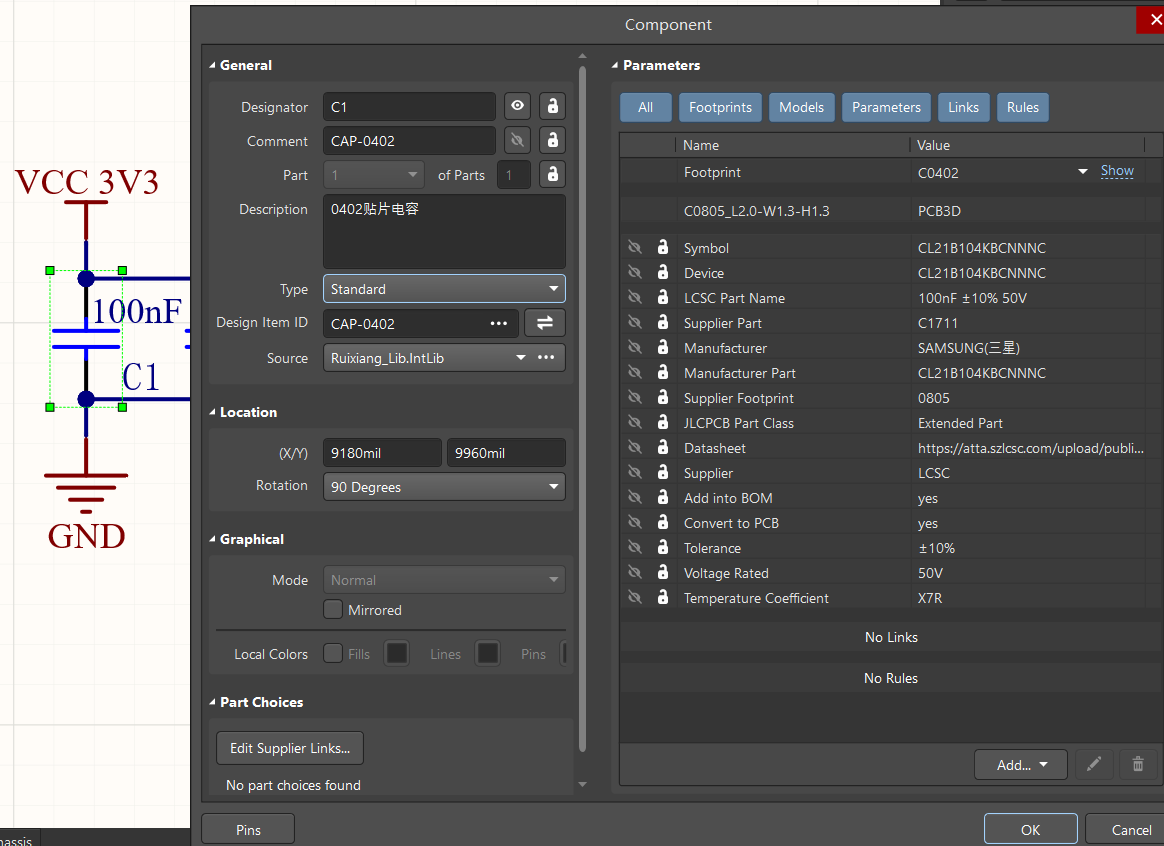 Component
VCC 3V3
100nF
C1
GND
General
Designator C1
Comment CAP-0402
Part 1 of Parts 1
Description 0402贴片电容
Type Standard
Design Item ID CAP-0402 •••
Source Ruixiang_Lib.IntLib •••
Location
(X/Y) 9180mil 9960mil
Rotation 90 Degrees
Graphical
Mode Normal
Mirrored
Local Colors Fills Lines Pins
Part Choices
Edit Supplier Links...
No part choices found
Parameters
All Footprints Models Parameters Links Rules
Name Value
Footprint C0402 Show
C0805_L2.0-W1.3-H1.3 PCB3D
Symbol CL21B104KBCNNNC
Device CL21B104KBCNNNC
LCSC Part Name 100nF ±10% 50V
Supplier Part C1711
Manufacturer SAMSUNG(三星)
Manufacturer Part CL21B104KBCNNNC
Supplier Footprint 0805
JLCPCB Part Class Extended Part
Datasheet https://atta.szlcsc.com/upload/publi...
Supplier LCSC
Add into BOM yes
Convert to PCB yes
Tolerance ±10%
Voltage Rated 50V
Temperature Coefficient X7R
No Links
No Rules
Add...
Pins OK Cancel